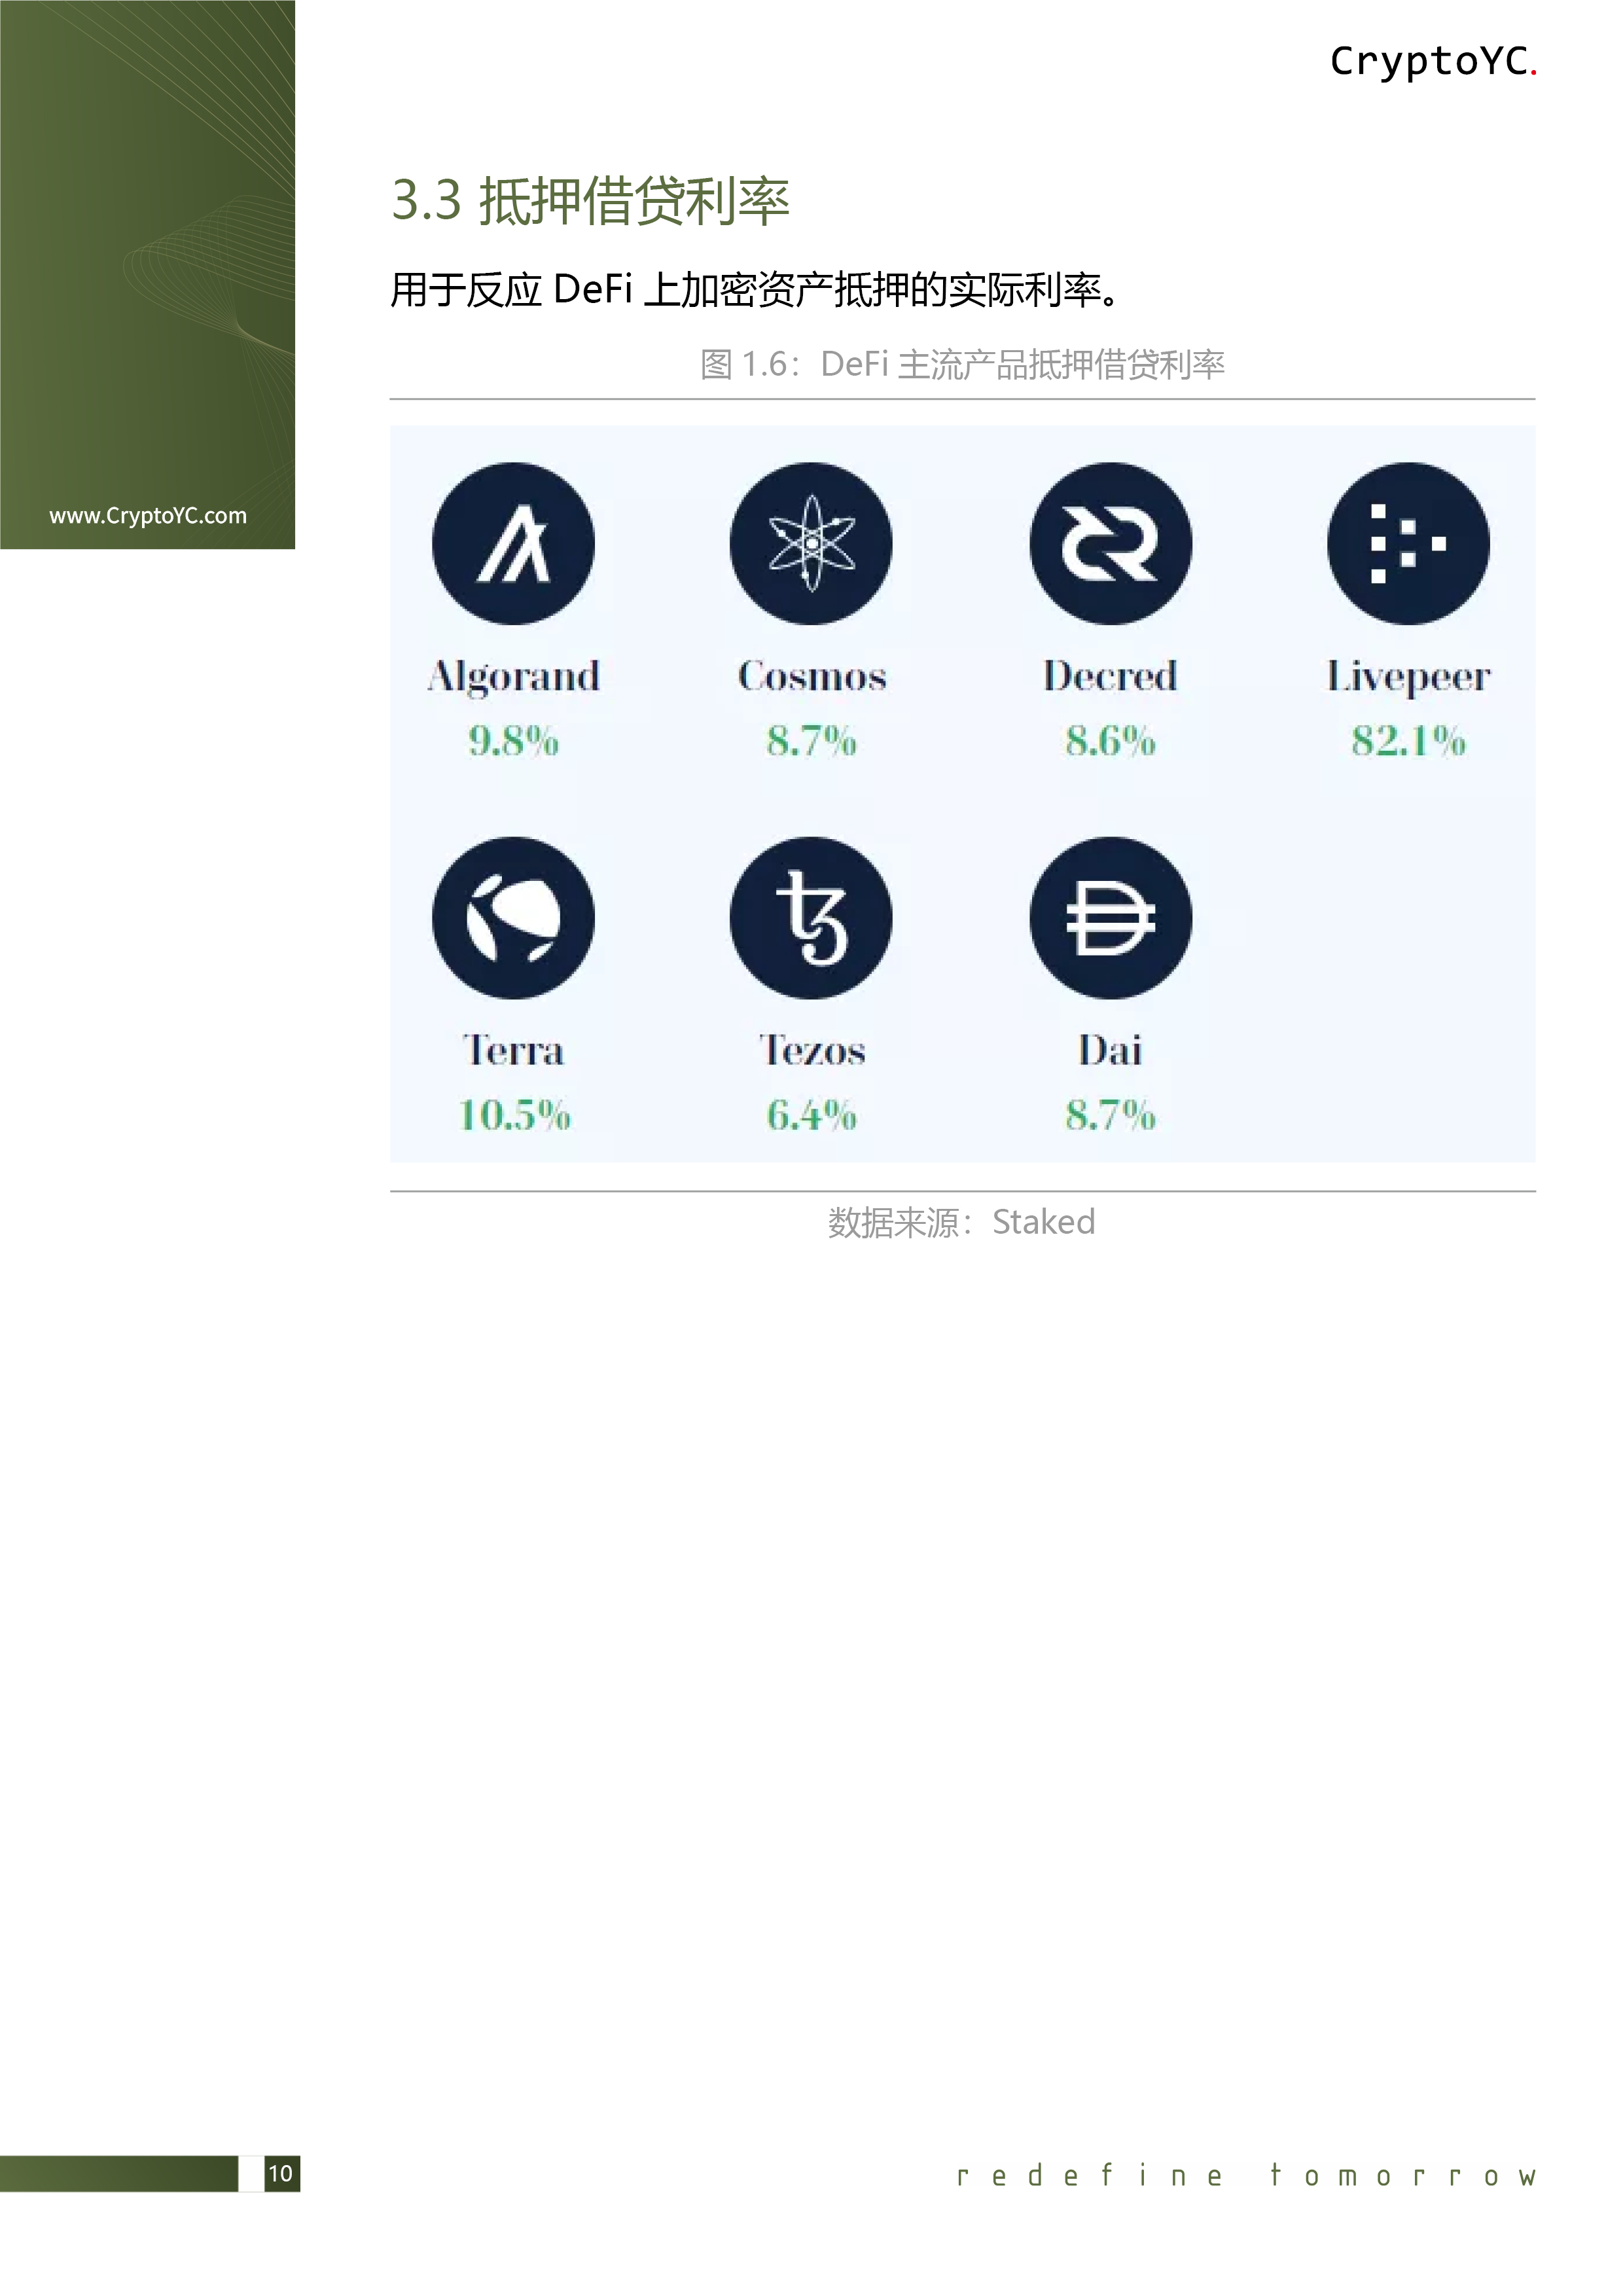 CryptoYC.
www.CryptoYC.com
3.3 抵押借贷利率
用于反应 DeFi 上加密资产抵押的实际利率。
图 1.6：DeFi 主流产品抵押借贷利率
Algorand Cosmos Decred Livepeer
9.8% 8.7% 8.6% 82.1%
Terra Tezos Dai
10.5% 6.4% 8.7%
数据来源：Staked
10
redefine tomorrow